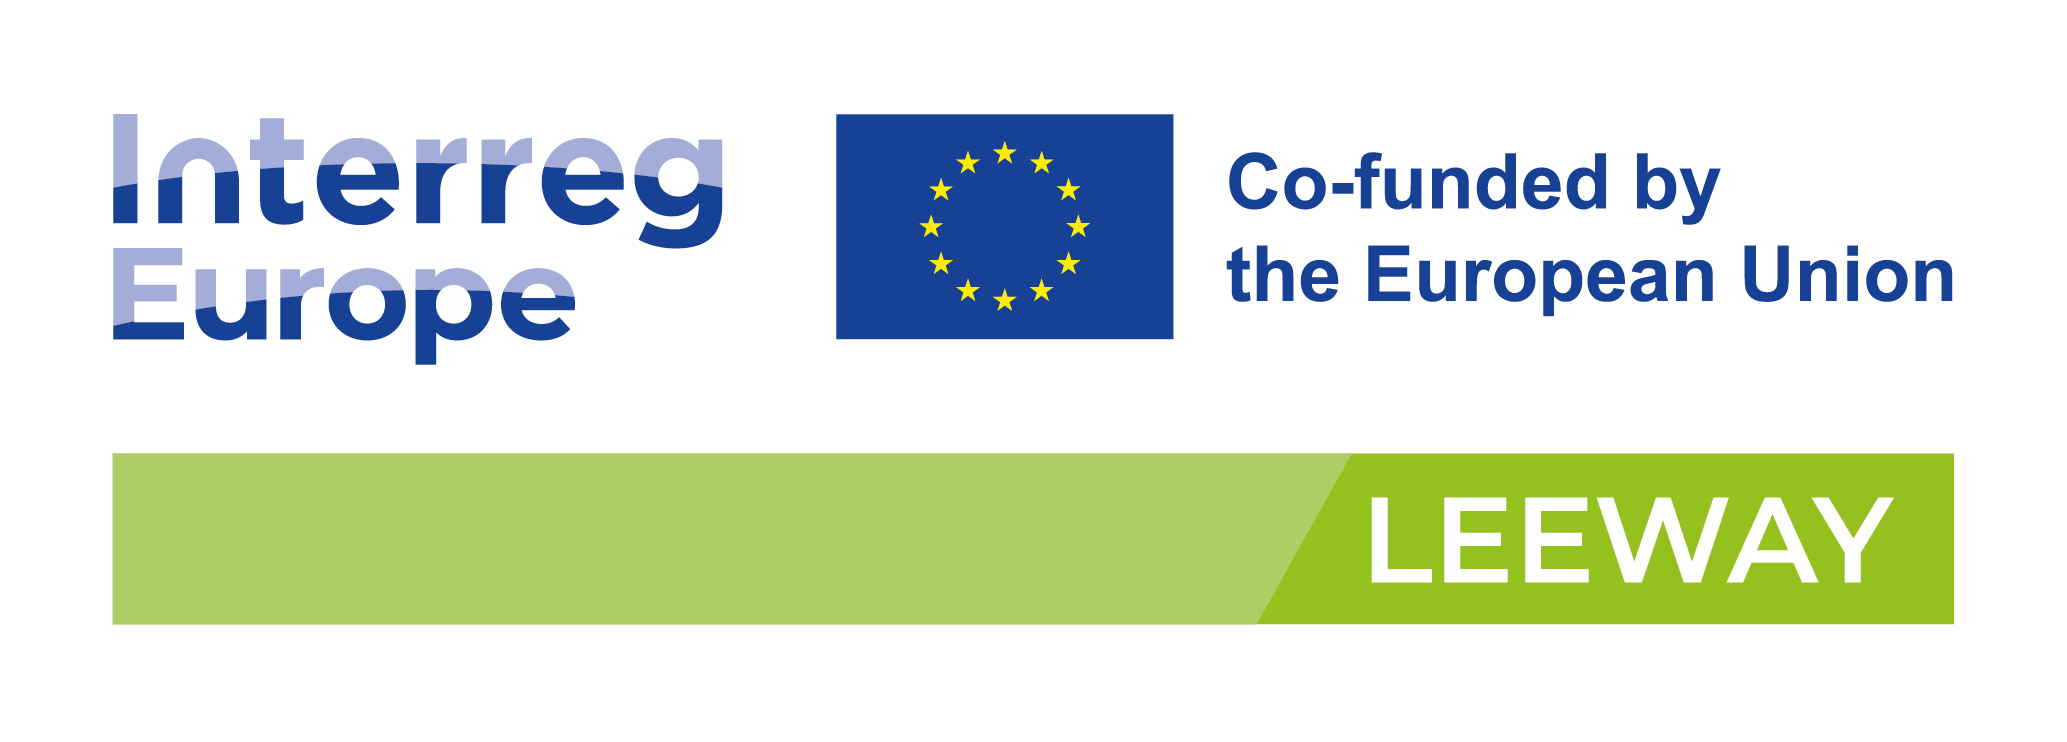 Interreg
Europe
Co-funded by
the European Union
LEEWAY